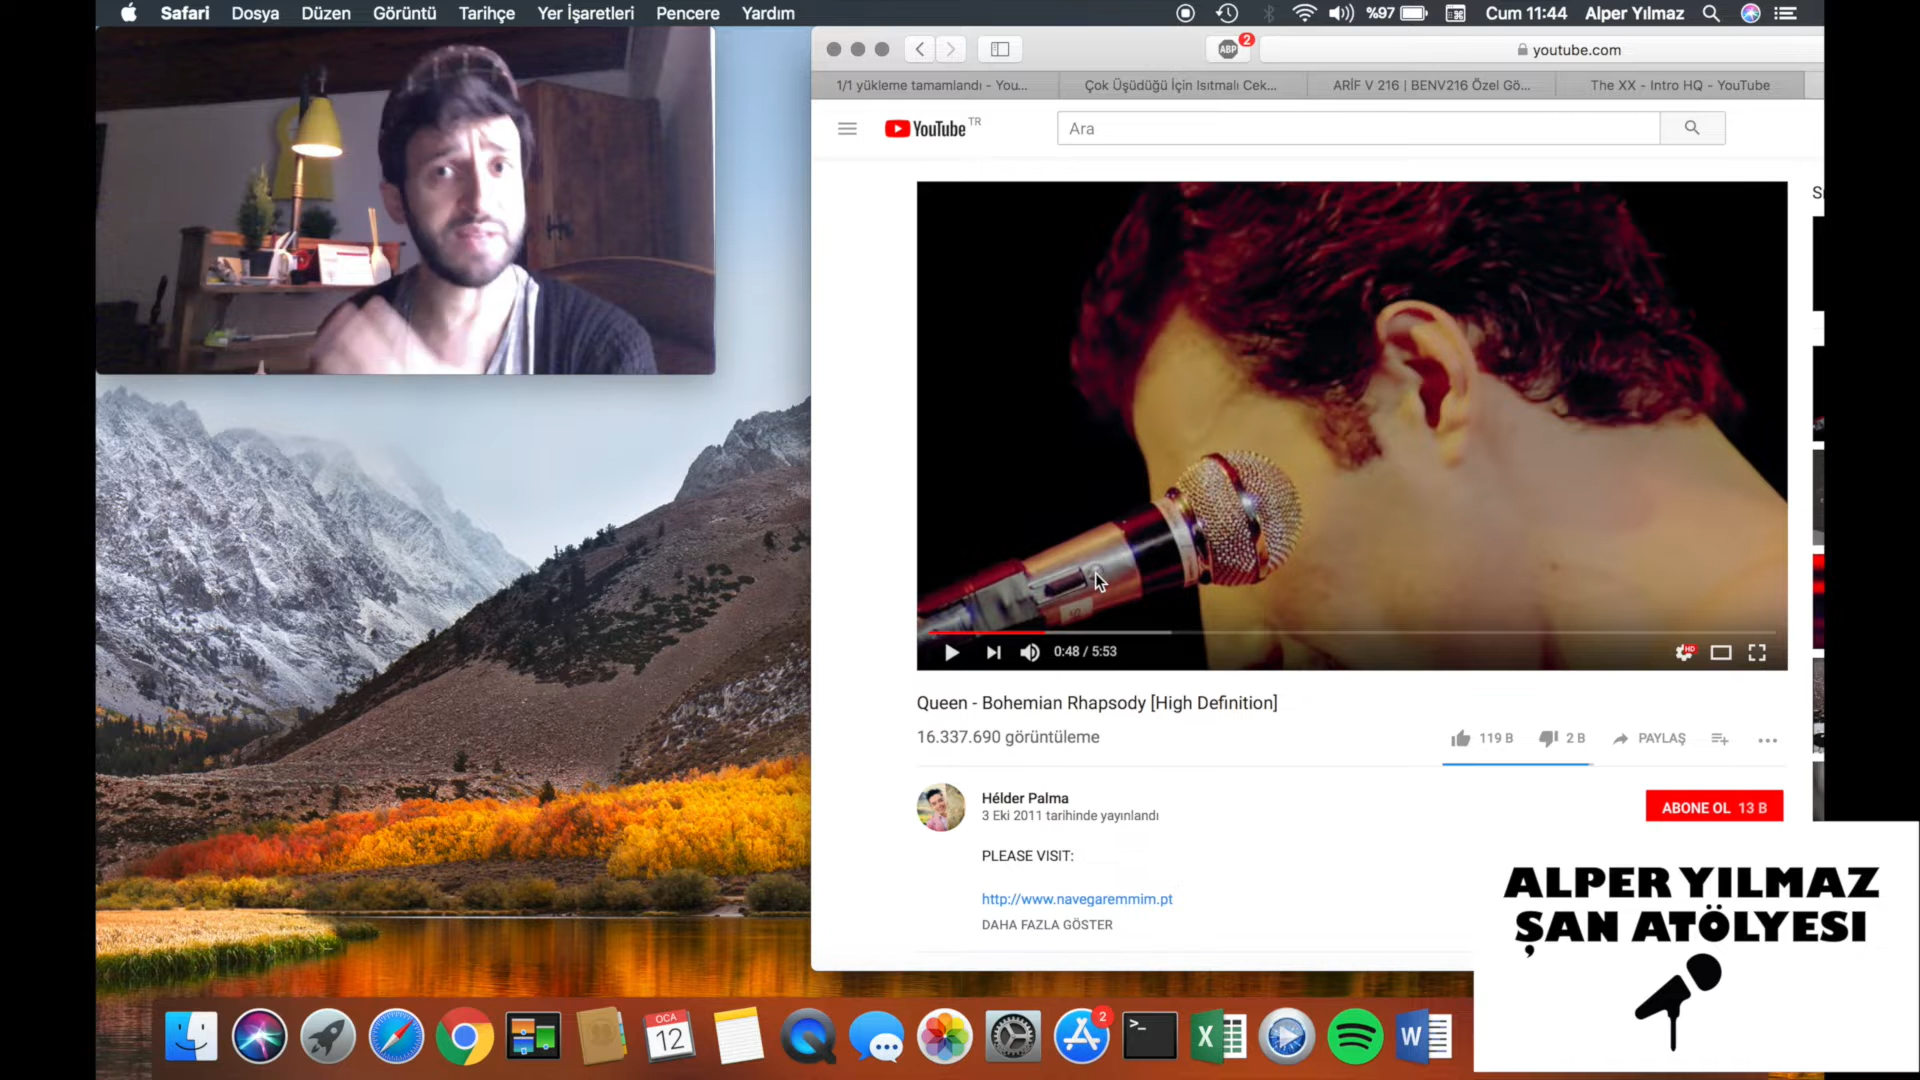 Safari Dosya Düzen Görüntü Tarihçe Yer İşaretleri Pencere Yardım %97 Cum 11:44 Alper Yılmaz
ABP 2 youtube.com
1/1 yükleme tamamlandı - You... Çok Üşüdüğü İçin Isıtmalı Cek... ARİF V 216 | BENV216 Özel Gö... The XX - Intro HQ - YouTube
YouTube TR Ara
0:48 / 5:53 HD
Queen - Bohemian Rhapsody [High Definition]
16.337.690 görüntüleme 119 B 2 B PAYLAŞ
Hélder Palma
3 Eki 2011 tarihinde yayınlandı
ABONE OL 13 B
PLEASE VISIT:
http://www.navegaremmim.pt
DAHA FAZLA GÖSTER
ALPER YILMAZ
ŞAN ATÖLYESI
OCA
12
2